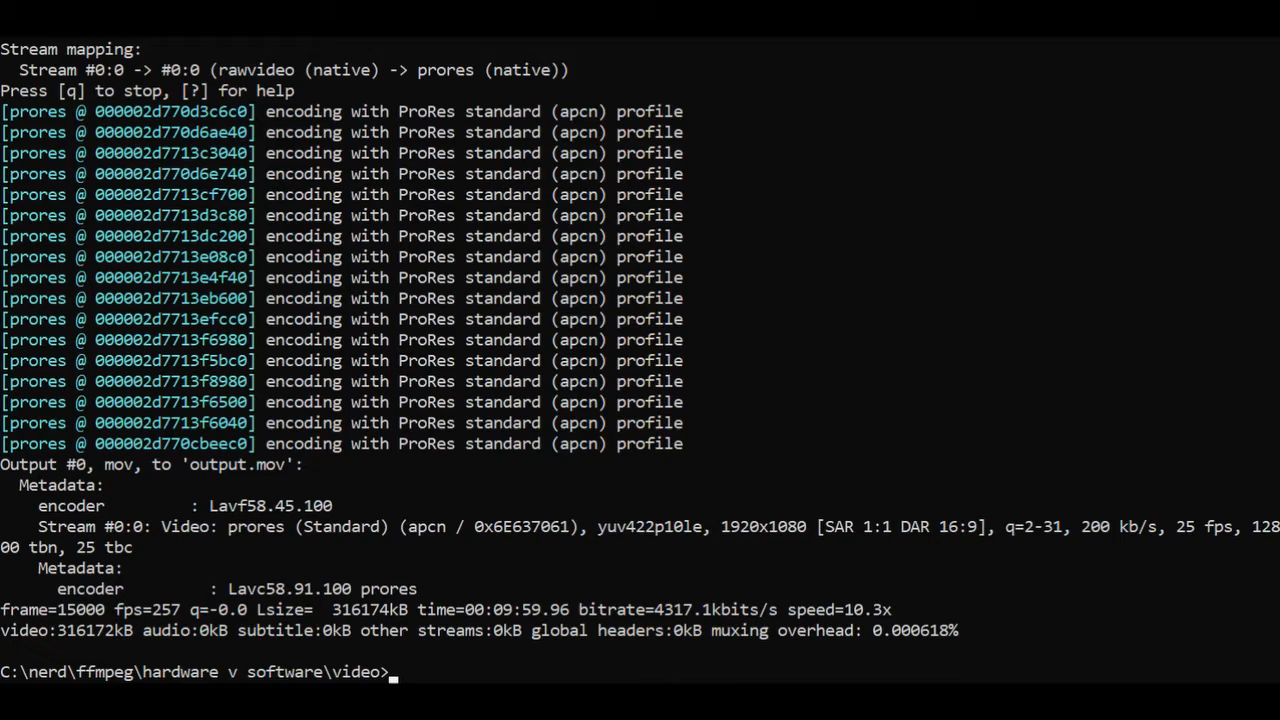 Stream mapping:
  Stream #0:0 -> #0:0 (rawvideo (native) -> prores (native))
Press [q] to stop, [?] for help
[prores @ 000002d770d3c6c0] encoding with ProRes standard (apcn) profile
[prores @ 000002d770d6ae40] encoding with ProRes standard (apcn) profile
[prores @ 000002d7713c3040] encoding with ProRes standard (apcn) profile
[prores @ 000002d770d6e740] encoding with ProRes standard (apcn) profile
[prores @ 000002d7713cf700] encoding with ProRes standard (apcn) profile
[prores @ 000002d7713d3c80] encoding with ProRes standard (apcn) profile
[prores @ 000002d7713dc200] encoding with ProRes standard (apcn) profile
[prores @ 000002d7713e08c0] encoding with ProRes standard (apcn) profile
[prores @ 000002d7713e4f40] encoding with ProRes standard (apcn) profile
[prores @ 000002d7713eb600] encoding with ProRes standard (apcn) profile
[prores @ 000002d7713efcc0] encoding with ProRes standard (apcn) profile
[prores @ 000002d7713f6980] encoding with ProRes standard (apcn) profile
[prores @ 000002d7713f5bc0] encoding with ProRes standard (apcn) profile
[prores @ 000002d7713f8980] encoding with ProRes standard (apcn) profile
[prores @ 000002d7713f6500] encoding with ProRes standard (apcn) profile
[prores @ 000002d7713f6040] encoding with ProRes standard (apcn) profile
[prores @ 000002d770cbeec0] encoding with ProRes standard (apcn) profile
Output #0, mov, to 'output.mov':
  Metadata:
    encoder         : Lavf58.45.100
    Stream #0:0: Video: prores (Standard) (apcn / 0x6E637061), yuv422p10le, 1920x1080 [SAR 1:1 DAR 16:9], q=2-31, 200 kb/s, 25 fps, 128
00 tbn, 25 tbc
    Metadata:
      encoder         : Lavc58.91.100 prores
frame=15000 fps=257 q=-0.0 Lsize=  316174kB time=00:09:59.96 bitrate=4317.1kbits/s speed=10.3x
video:316172kB audio:0kB subtitle:0kB other streams:0kB global headers:0kB muxing overhead: 0.000618%
C:\nerd\ffmpeg\hardware v software\video>